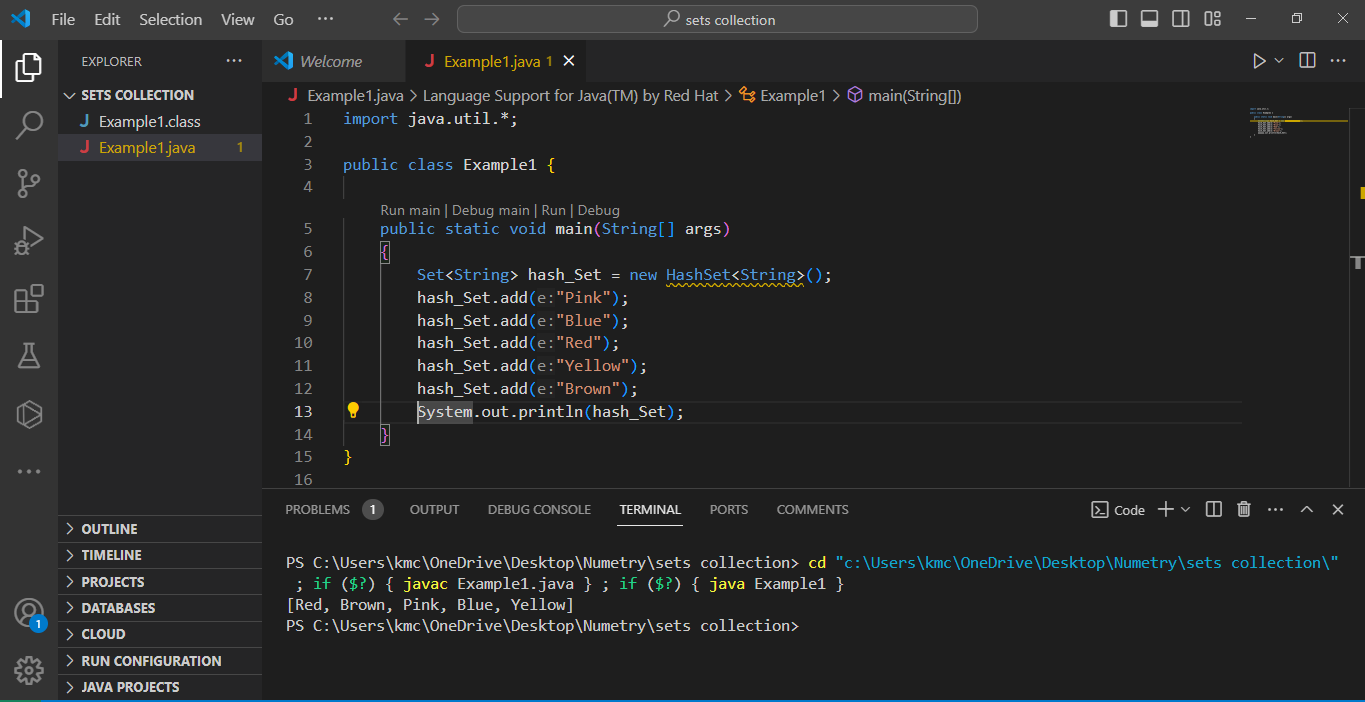 File Edit Selection View Go ··· sets collection
EXPLORER ···
SETS COLLECTION
J Example1.class
J Example1.java 1
OUTLINE
TIMELINE
PROJECTS
DATABASES
CLOUD
RUN CONFIGURATION
JAVA PROJECTS
1
Welcome
J Example1.java 1
J Example1.java > Language Support for Java(TM) by Red Hat > Example1 > main(String[])
1 import java.util.*;
2
3 public class Example1 {
4
Run main | Debug main | Run | Debug
5 public static void main(String[] args)
6 {
7 Set<String> hash_Set = new HashSet<String>();
8 hash_Set.add(e:"Pink");
9 hash_Set.add(e:"Blue");
10 hash_Set.add(e:"Red");
11 hash_Set.add(e:"Yellow");
12 hash_Set.add(e:"Brown");
13 System.out.println(hash_Set);
14 }
15 }
16
PROBLEMS 1 OUTPUT DEBUG CONSOLE TERMINAL PORTS COMMENTS Code
PS C:\Users\kmc\OneDrive\Desktop\Numetry\sets collection> cd "c:\Users\kmc\OneDrive\Desktop\Numetry\sets collection\"
; if ($?) { javac Example1.java } ; if ($?) { java Example1 }
[Red, Brown, Pink, Blue, Yellow]
PS C:\Users\kmc\OneDrive\Desktop\Numetry\sets collection>